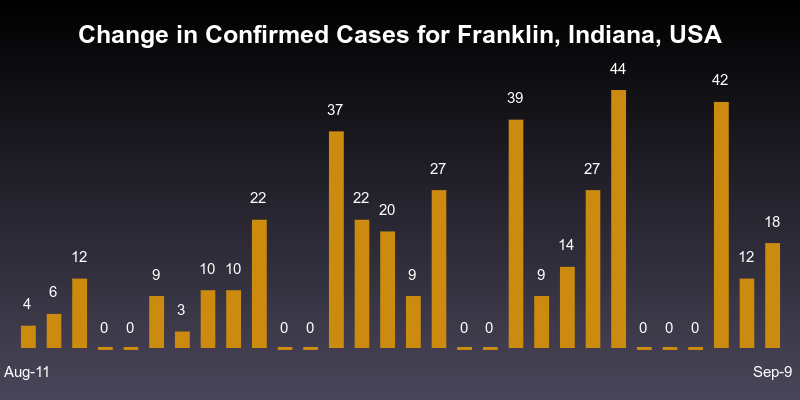 Change in Confirmed Cases for Franklin, Indiana, USA
4 6 12 0 0 9 3 10 10 22 0 0 37 22 20 9 27 0 0 39 9 14 27 44 0 0 0 42 12 18
Aug-11 Sep-9